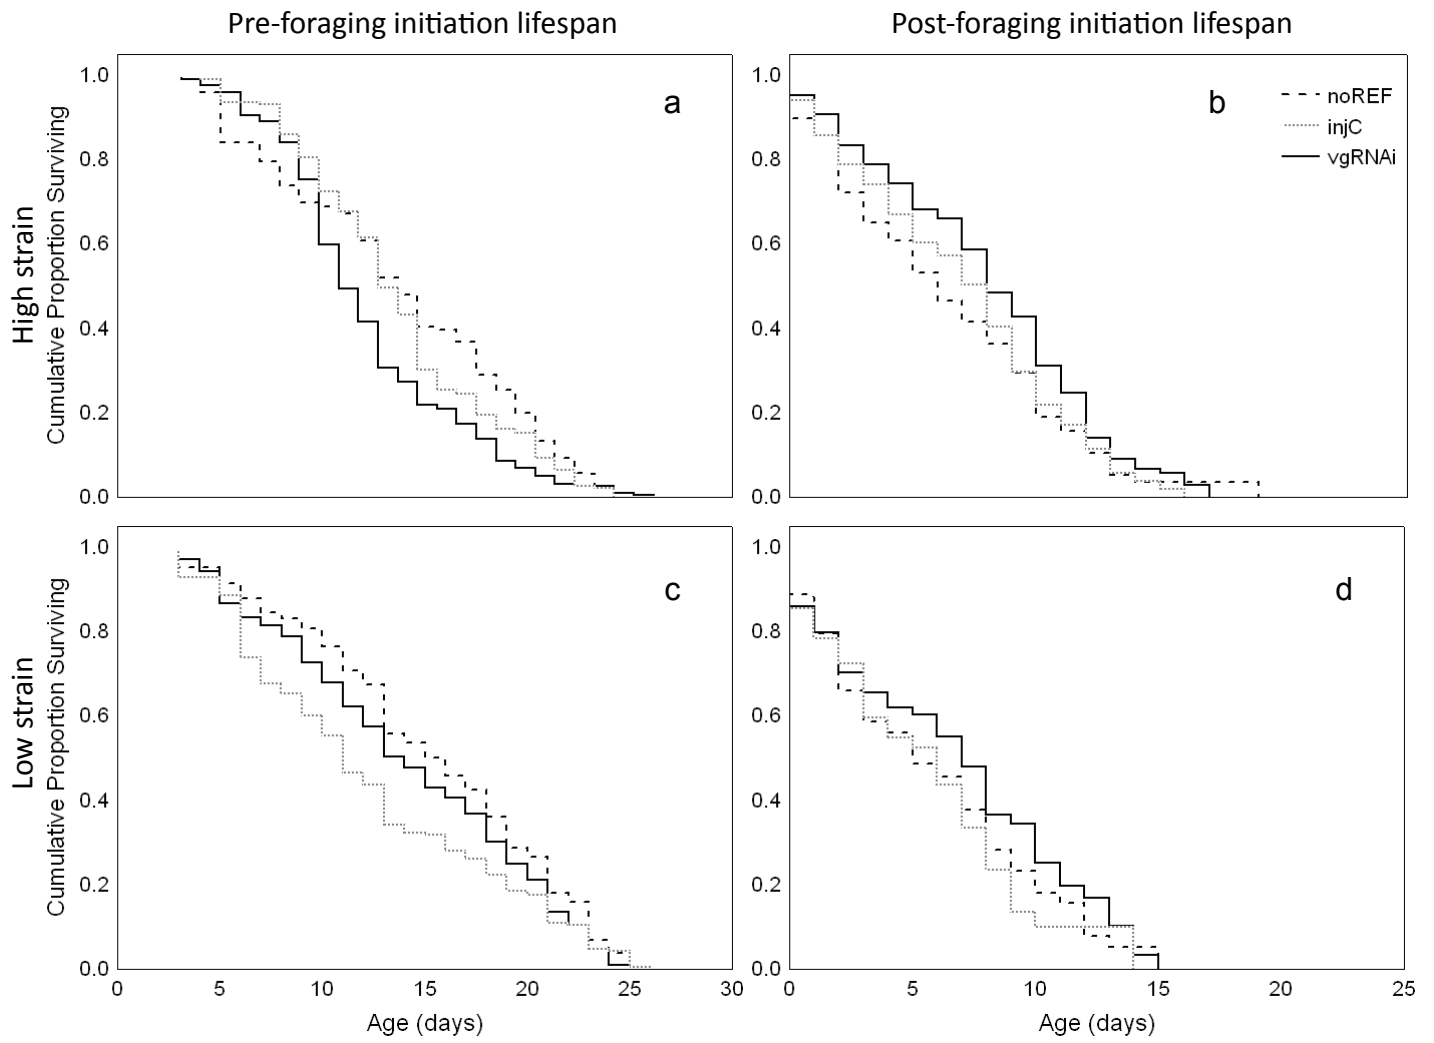 Pre-foraging initiation lifespan
Post-foraging initiation lifespan
High strain
Cumulative Proportion Surviving
1.0
0.8
0.6
0.4
0.2
0.0
a
1.0
0.8
0.6
0.4
0.2
0.0
b
noREF
injC
vgRNAi
Low strain
Cumulative Proportion Surviving
1.0
0.8
0.6
0.4
0.2
0.0
c
0 5 10 15 20 25 30
Age (days)
1.0
0.8
0.6
0.4
0.2
0.0
d
0 5 10 15 20 25
Age (days)